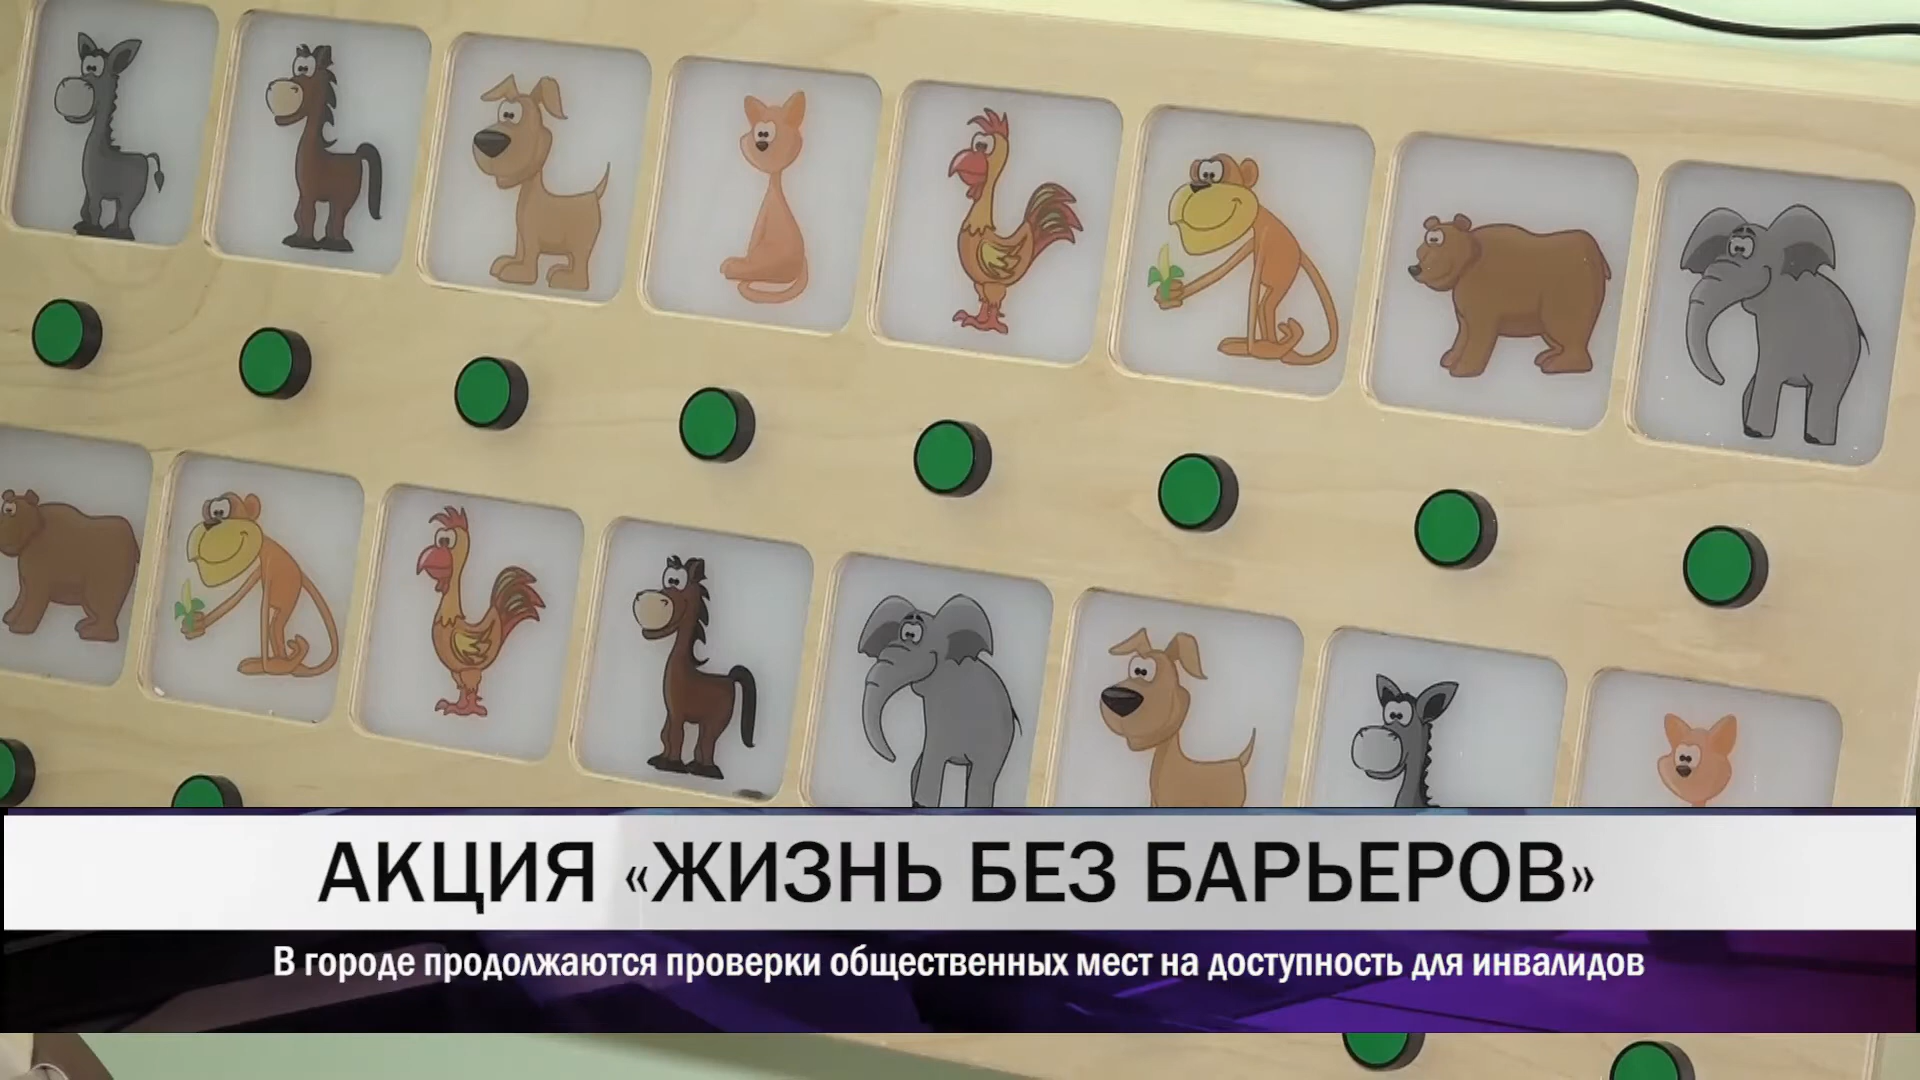 АКЦИЯ «ЖИЗНЬ БЕЗ БАРЬЕРОВ»
В городе продолжаются проверки общественных мест на доступность для инвалидов